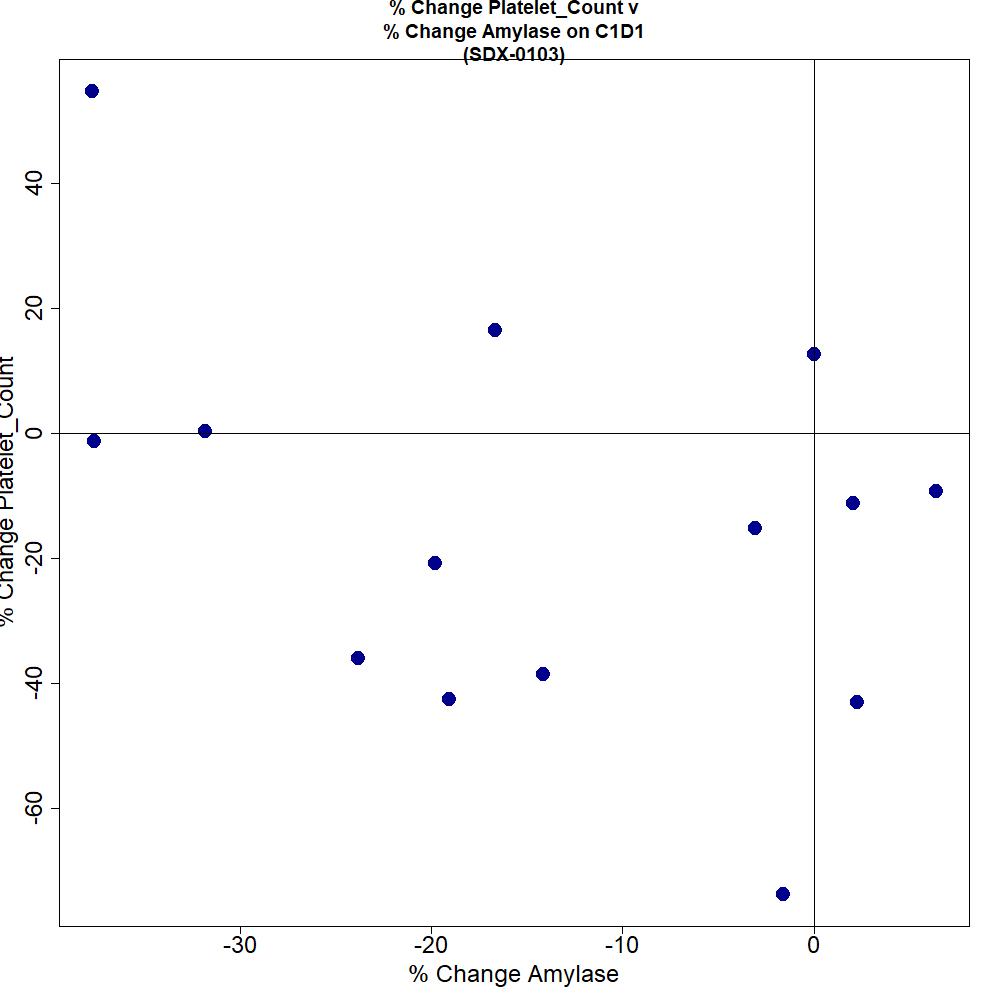 % Change Platelet_Count v
% Change Amylase on C1D1
(SDX-0103)
% Change Platelet_Count
40
20
0
-20
-40
-60
-30
-20
-10
0
% Change Amylase